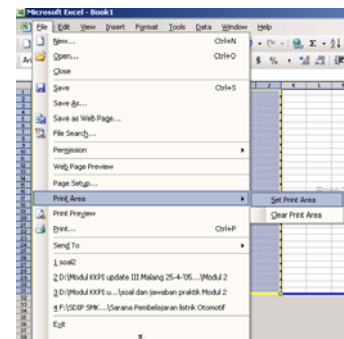 Microsoft Excel - Book1
File Edit View Insert Format Tools Data Window Help
New... Ctrl+N
Open... Ctrl+O
Close
Save Ctrl+S
Save As...
Save as Web Page...
File Search...
Permission
Web Page Preview
Page Setup...
Print Area
Set Print Area
Clear Print Area
Print Preview
Print... Ctrl+P
Send To
1 soal2
2 D:\Modul KKPI update III Malang 25-4-'05...\Modul 2
3 D:\Modul KKPI u...\soal dan jawaban praktik Modul 2
4 F:\SDIP SMK...\Sarana Pembelajaran listrik Otomotif
Exit